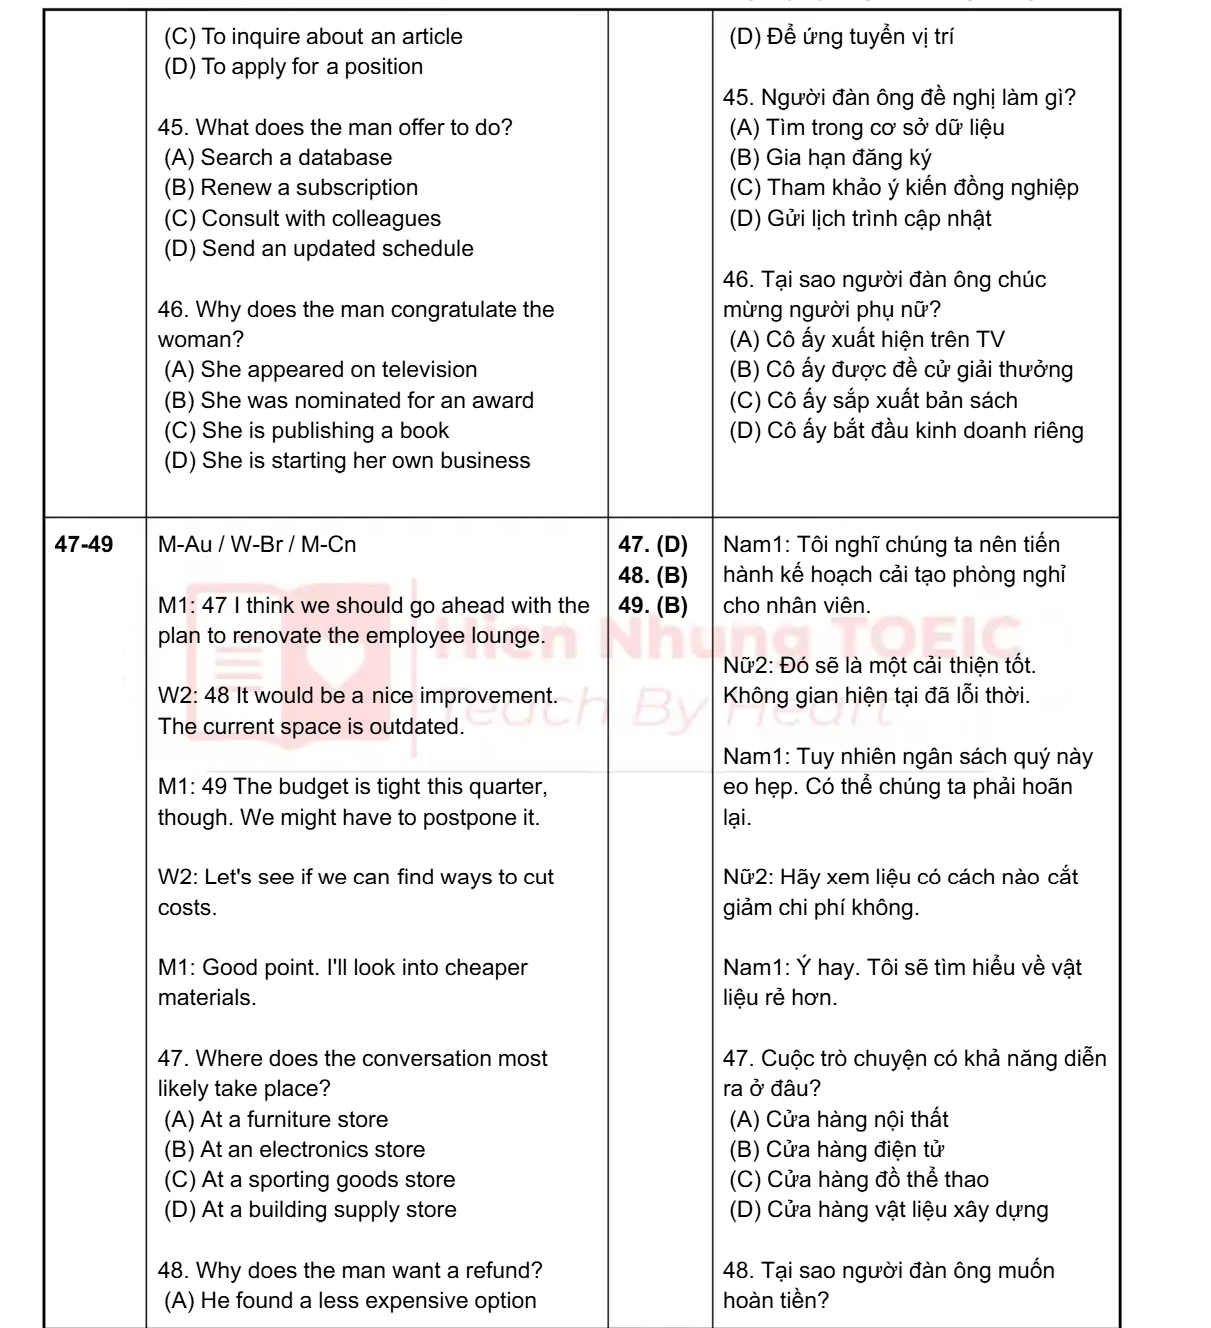 (C) To inquire about an article
(D) To apply for a position
45. What does the man offer to do?
(A) Search a database
(B) Renew a subscription
(C) Consult with colleagues
(D) Send an updated schedule
46. Why does the man congratulate the
woman?
(A) She appeared on television
(B) She was nominated for an award
(C) She is publishing a book
(D) She is starting her own business
(D) Để ứng tuyển vị trí
45. Người đàn ông đề nghị làm gì?
(A) Tìm trong cơ sở dữ liệu
(B) Gia hạn đăng ký
(C) Tham khảo ý kiến đồng nghiệp
(D) Gửi lịch trình cập nhật
46. Tại sao người đàn ông chúc
mừng người phụ nữ?
(A) Cô ấy xuất hiện trên TV
(B) Cô ấy được đề cử giải thưởng
(C) Cô ấy sắp xuất bản sách
(D) Cô ấy bắt đầu kinh doanh riêng
47-49
M-Au / W-Br / M-Cn
M1: 47 I think we should go ahead with the
plan to renovate the employee lounge.
W2: 48 It would be a nice improvement.
The current space is outdated.
M1: 49 The budget is tight this quarter,
though. We might have to postpone it.
W2: Let's see if we can find ways to cut
costs.
M1: Good point. I'll look into cheaper
materials.
47. Where does the conversation most
likely take place?
(A) At a furniture store
(B) At an electronics store
(C) At a sporting goods store
(D) At a building supply store
48. Why does the man want a refund?
(A) He found a less expensive option
47. (D)
48. (B)
49. (B)
Nam1: Tôi nghĩ chúng ta nên tiến
hành kế hoạch cải tạo phòng nghỉ
cho nhân viên.
Nữ2: Đó sẽ là một cải thiện tốt.
Không gian hiện tại đã lỗi thời.
Nam1: Tuy nhiên ngân sách quý này
eo hẹp. Có thể chúng ta phải hoãn
lại.
Nữ2: Hãy xem liệu có cách nào cắt
giảm chi phí không.
Nam1: Ý hay. Tôi sẽ tìm hiểu về vật
liệu rẻ hơn.
47. Cuộc trò chuyện có khả năng diễn
ra ở đâu?
(A) Cửa hàng nội thất
(B) Cửa hàng điện tử
(C) Cửa hàng đồ thể thao
(D) Cửa hàng vật liệu xây dựng
48. Tại sao người đàn ông muốn
hoàn tiền?
Hien Nhung TOEIC
Teach By Heart